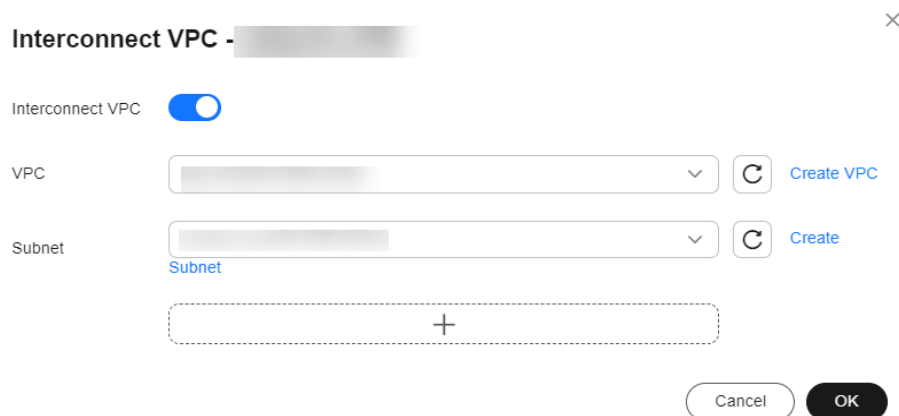 Interconnect VPC -
Interconnect VPC
VPC
Create VPC
Subnet
Create
Subnet
Cancel
OK